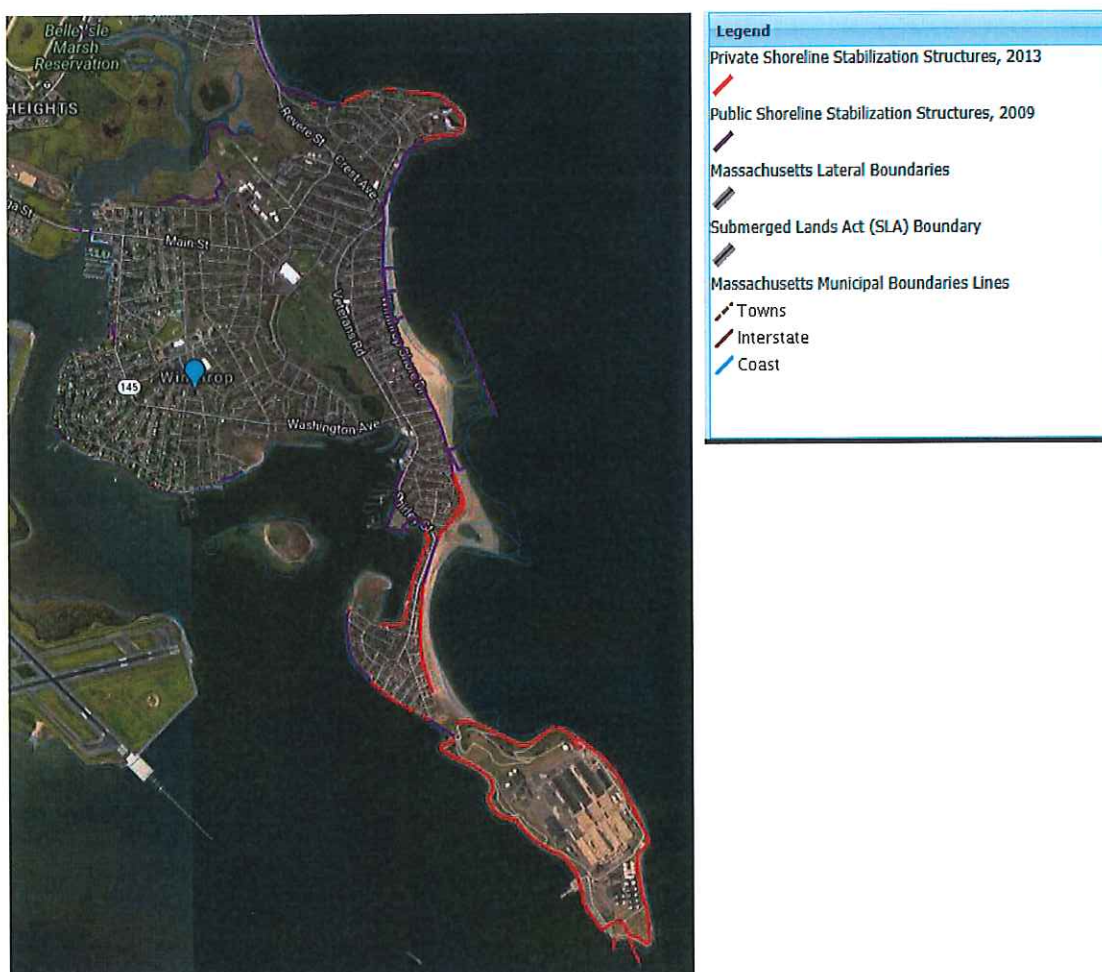 Belle Isle
Marsh
Reservation
HEIGHTS
Revere St
Crest Ave
Main St
Veterans Rd
145
Winthrop
Washington Ave
Legend
Private Shoreline Stabilization Structures, 2013
Public Shoreline Stabilization Structures, 2009
Massachusetts Lateral Boundaries
Submerged Lands Act (SLA) Boundary
Massachusetts Municipal Boundaries Lines
Towns
Interstate
Coast